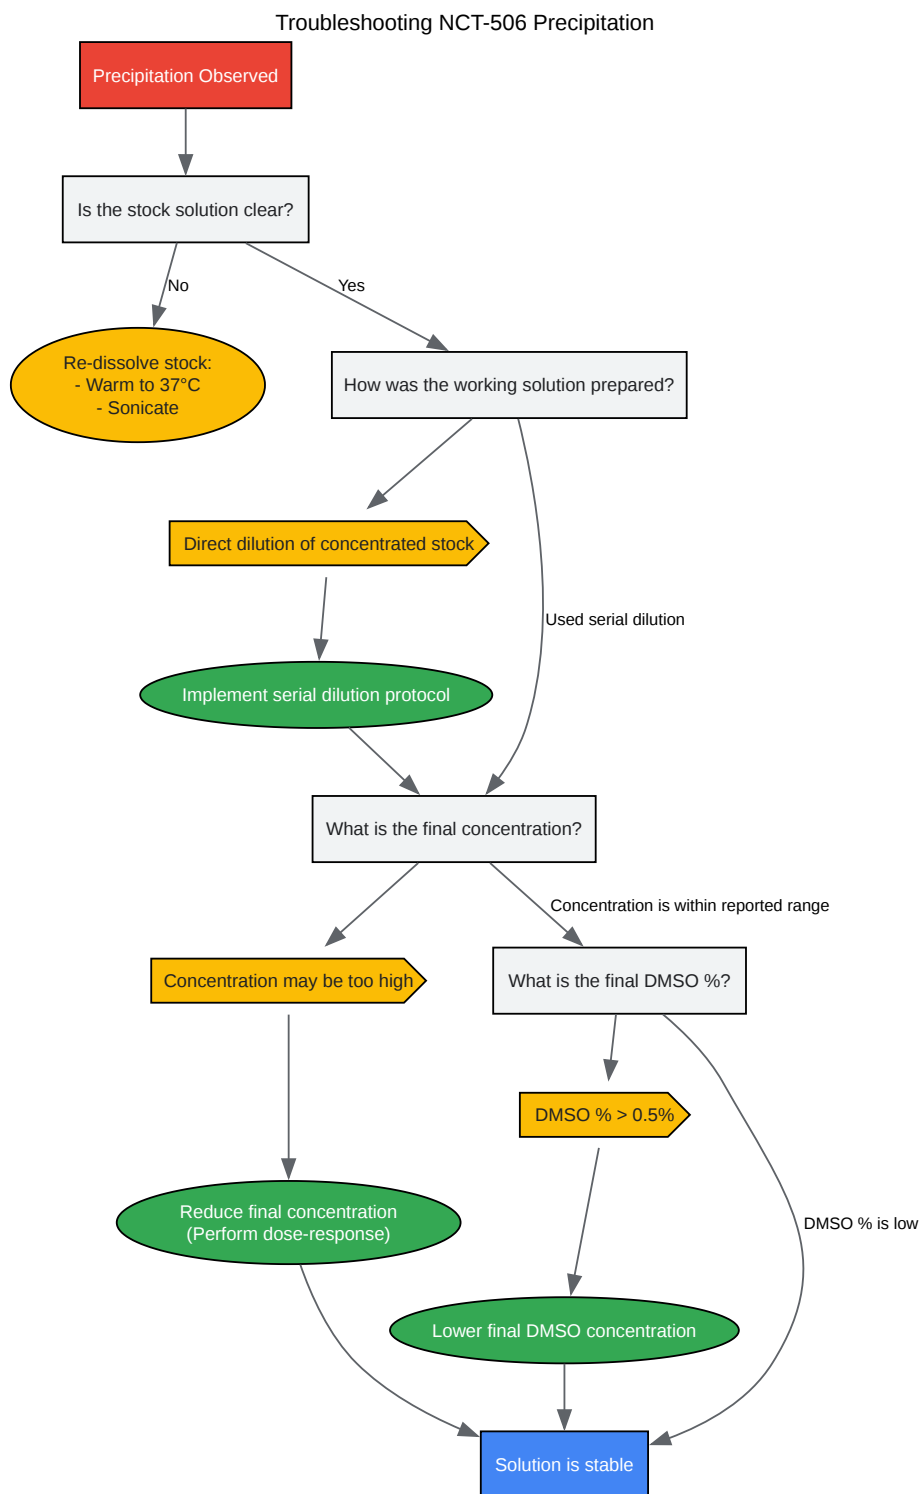 Troubleshooting NCT-506 Precipitation
Precipitation Observed
Is the stock solution clear?
No
Yes
Re-dissolve stock:
- Warm to 37°C
- Sonicate
How was the working solution prepared?
Direct dilution of concentrated stock
Used serial dilution
Implement serial dilution protocol
What is the final concentration?
Concentration is within reported range
Concentration may be too high
What is the final DMSO %?
DMSO % > 0.5%
Reduce final concentration
(Perform dose-response)
DMSO % is low
Lower final DMSO concentration
Solution is stable